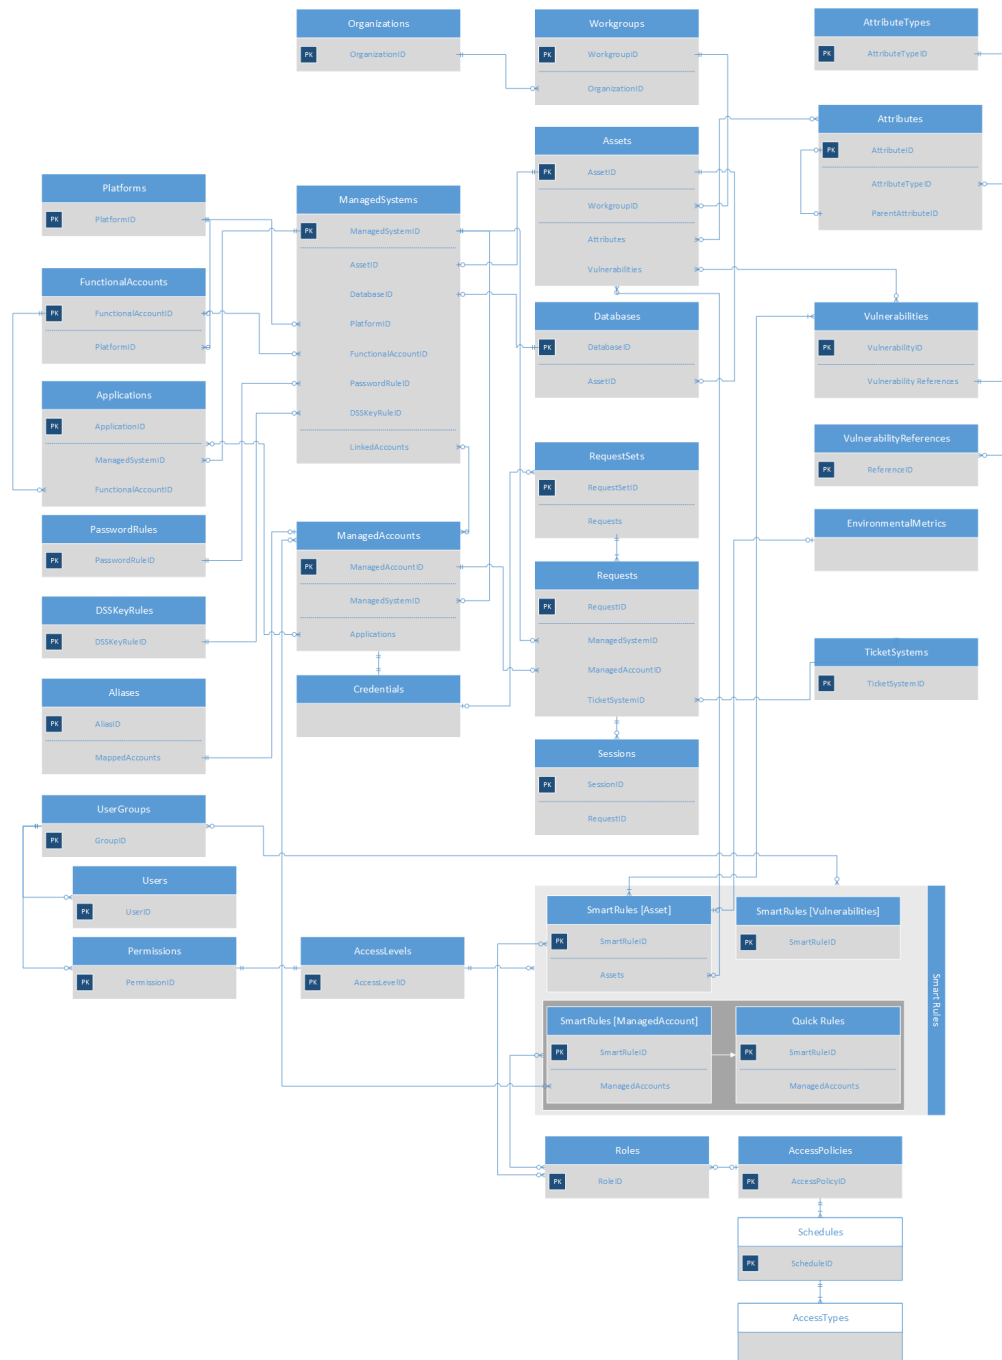 Organizations
PK OrganizationID
Workgroups
PK WorkgroupID
OrganizationID
AttributeTypes
PK AttributeTypeID
Attributes
PK AttributeID
AttributeTypeID
ParentAttributeID
Assets
PK AssetID
WorkgroupID
Attributes
Vulnerabilities
Platforms
PK PlatformID
ManagedSystems
PK ManagedSystemID
AssetID
DatabaseID
PlatformID
FunctionalAccountID
PasswordRuleID
DSSKeyRuleID
LinkedAccounts
FunctionalAccounts
PK FunctionalAccountID
PlatformID
Databases
PK DatabaseID
AssetID
Vulnerabilities
PK VulnerabilityID
Vulnerability References
Applications
PK ApplicationID
ManagedSystemID
FunctionalAccountID
VulnerabilityReferences
PK ReferenceID
RequestSets
PK RequestSetID
Requests
EnvironmentalMetrics
PasswordRules
PK PasswordRuleID
ManagedAccounts
PK ManagedAccountID
ManagedSystemID
Applications
Requests
PK RequestID
ManagedSystemID
ManagedAccountID
TicketSystemID
DSSKeyRules
PK DSSKeyRuleID
TicketSystems
PK TicketSystemID
Credentials
Aliases
PK AliasID
MappedAccounts
Sessions
PK SessionID
RequestID
UserGroups
PK GroupID
Users
PK UserID
Permissions
PK PermissionID
AccessLevels
PK AccessLevelID
SmartRules [Asset]
PK SmartRuleID
Assets
SmartRules [Vulnerabilities]
PK SmartRuleID
Smart Rules
SmartRules [ManagedAccount]
PK SmartRuleID
ManagedAccounts
Quick Rules
PK SmartRuleID
ManagedAccounts
Roles
PK RoleID
AccessPolicies
PK AccessPolicyID
Schedules
PK ScheduleID
AccessTypes